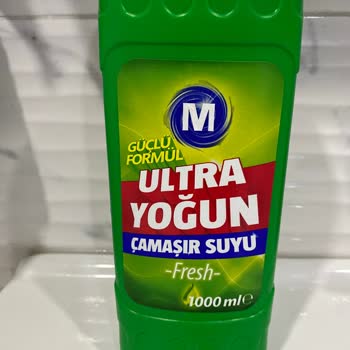 M
GÜÇLÜ
FORMÜL
ULTRA
YOĞUN
ÇAMAŞIR SUYU
-Fresh-
1000 ml e